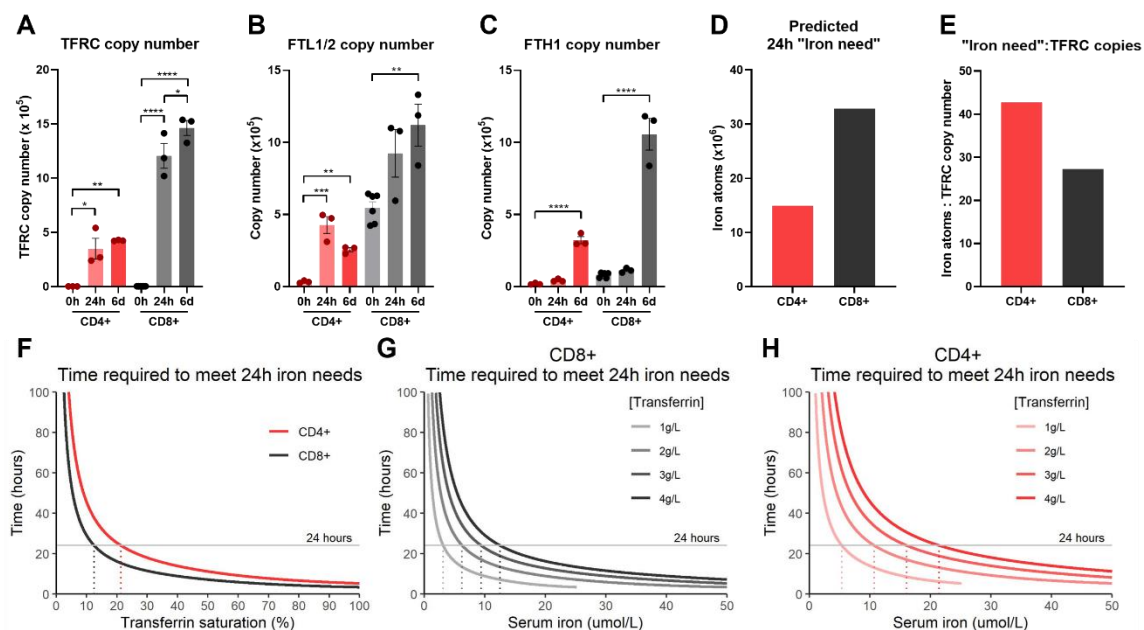 A
TFRC copy number
TFRC copy number (x 10⁵)
20
15
10
5
0
****
****
*
**
*
0h 24h 6d 0h 24h 6d
CD4+ CD8+
B
FTL1/2 copy number
Copy number (x10⁵)
15
10
5
0
**
**
***
0h 24h 6d 0h 24h 6d
CD4+ CD8+
C
FTH1 copy number
Copy number (x10⁵)
15
10
5
0
****
****
0h 24h 6d 0h 24h 6d
CD4+ CD8+
D
Predicted
24h "Iron need"
Iron atoms (x10⁶)
40
30
20
10
0
CD4+ CD8+
E
"Iron need":TFRC copies
Iron atoms : TFRC copy number
50
40
30
20
10
0
CD4+ CD8+
F
Time required to meet 24h iron needs
Time (hours)
100
80
60
40
20
0
CD4+
CD8+
24 hours
0 10 20 30 40 50 60 70 80 90 100
Transferrin saturation (%)
G
CD8+
Time required to meet 24h iron needs
Time (hours)
100
80
60
40
20
0
[Transferrin]
1g/L
2g/L
3g/L
4g/L
24 hours
0 10 20 30 40 50
Serum iron (umol/L)
H
CD4+
Time required to meet 24h iron needs
Time (hours)
100
80
60
40
20
0
[Transferrin]
1g/L
2g/L
3g/L
4g/L
24 hours
0 10 20 30 40 50
Serum iron (umol/L)